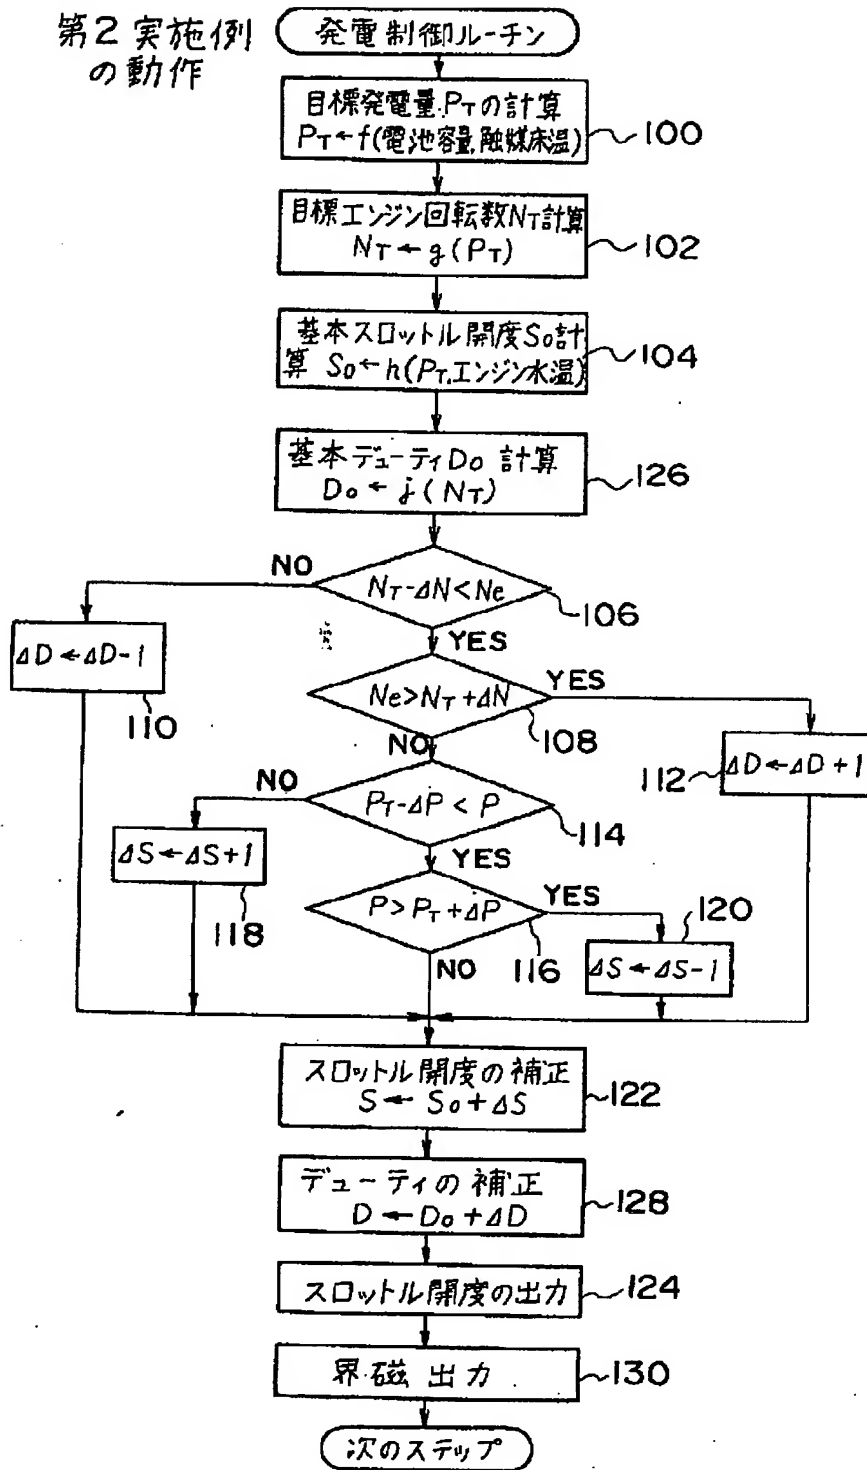 第2実施例
の動作
発電制御ルーチン
目標発電量PTの計算
PT←f(電池容量,触媒床温)
100
目標エンジン回転数NT計算
NT←g(PT)
102
基本スロットル開度So計
算 So←h(PT,エンジン水温)
104
基本デューティDo 計算
Do←j(NT)
126
NT-ΔN<Ne
106
NO
YES
ΔD←ΔD-1
110
Ne>NT+ΔN
108
YES
NO
ΔD←ΔD+1
112
PT-ΔP<P
114
NO
YES
ΔS←ΔS+1
118
P>PT+ΔP
116
YES
NO
ΔS←ΔS-1
120
スロットル開度の補正
S←So+ΔS
122
デューティの補正
D←Do+ΔD
128
スロットル開度の出力
124
界磁出力
130
次のステップ